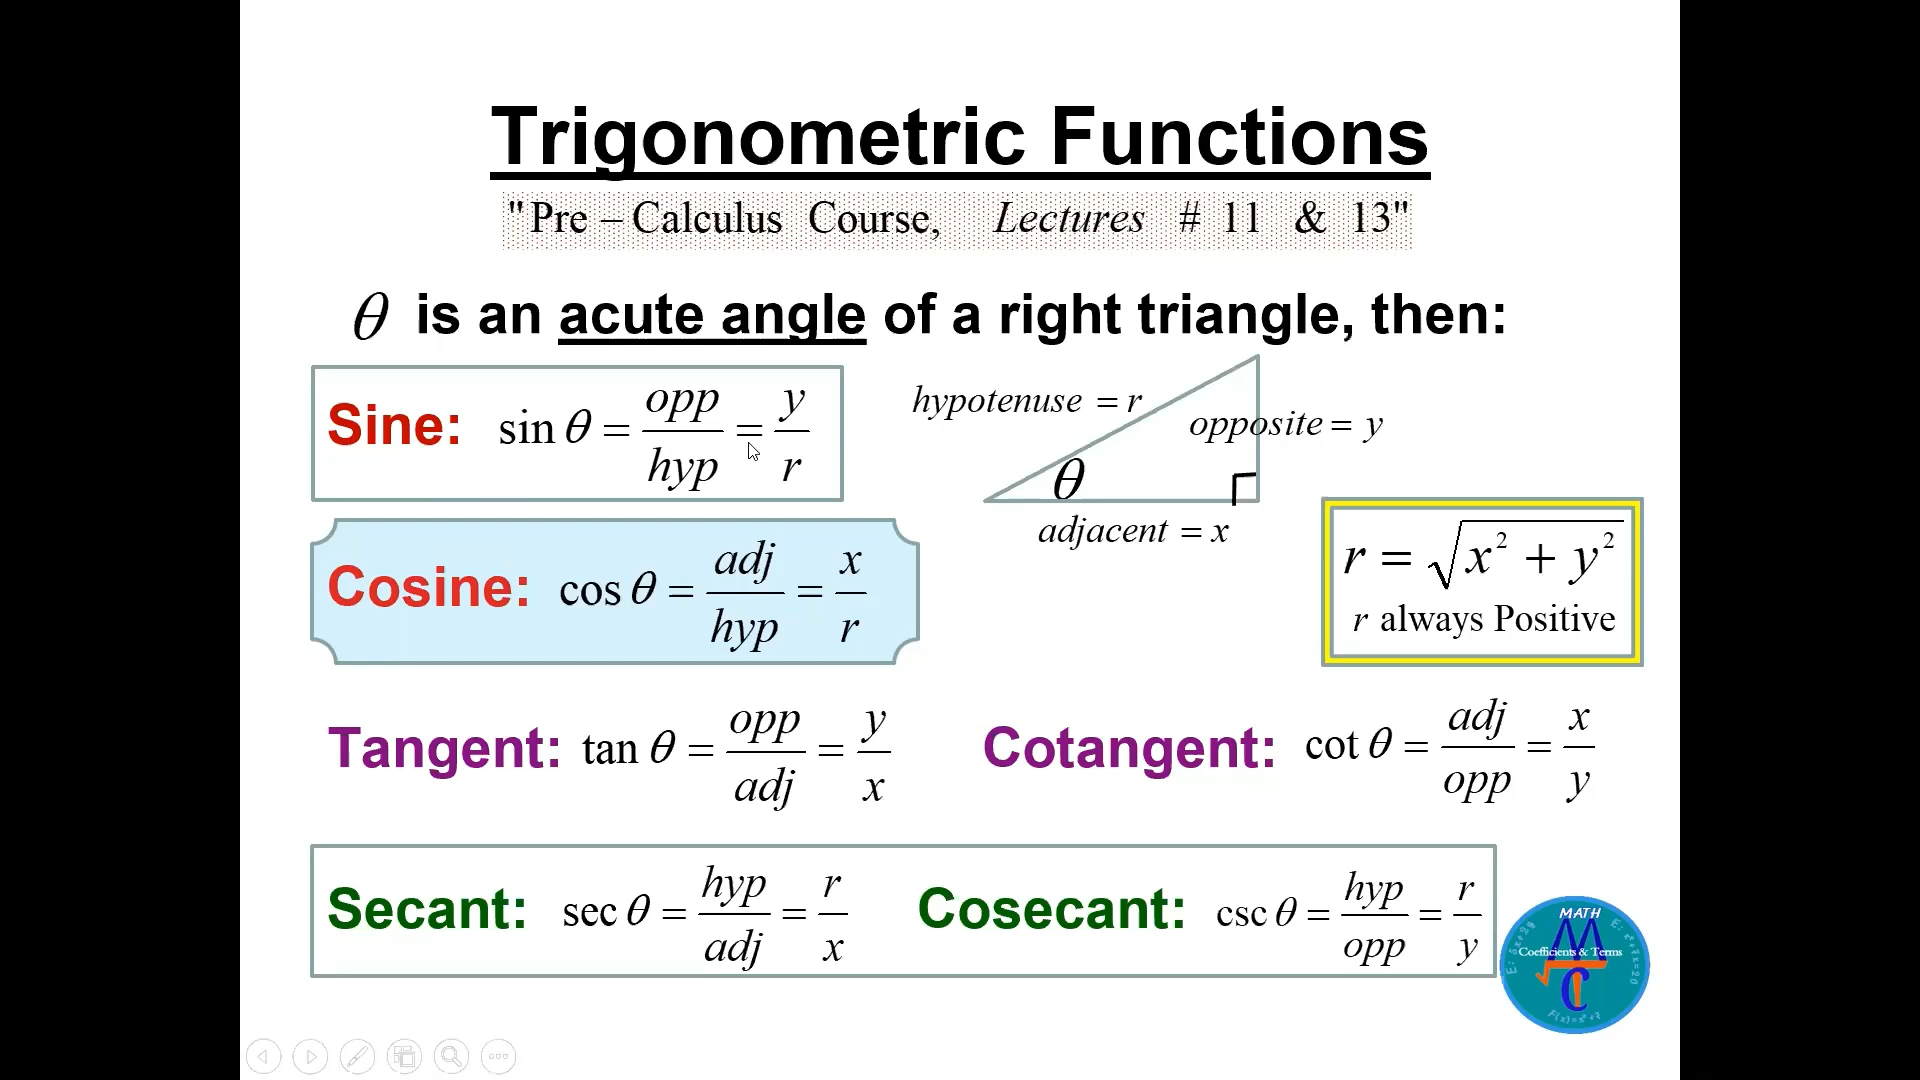 Trigonometric Functions
"Pre – Calculus Course, Lectures # 11 & 13"
θ is an acute angle of a right triangle, then:
Sine: sin θ = opp/hyp = y/r
hypotenuse = r
opposite = y
θ
adjacent = x
Cosine: cos θ = adj/hyp = x/r
r = √x² + y²
r always Positive
Tangent: tan θ = opp/adj = y/x
Cotangent: cot θ = adj/opp = x/y
Secant: sec θ = hyp/adj = r/x
Cosecant: csc θ = hyp/opp = r/y
MATH
Coefficients & Terms